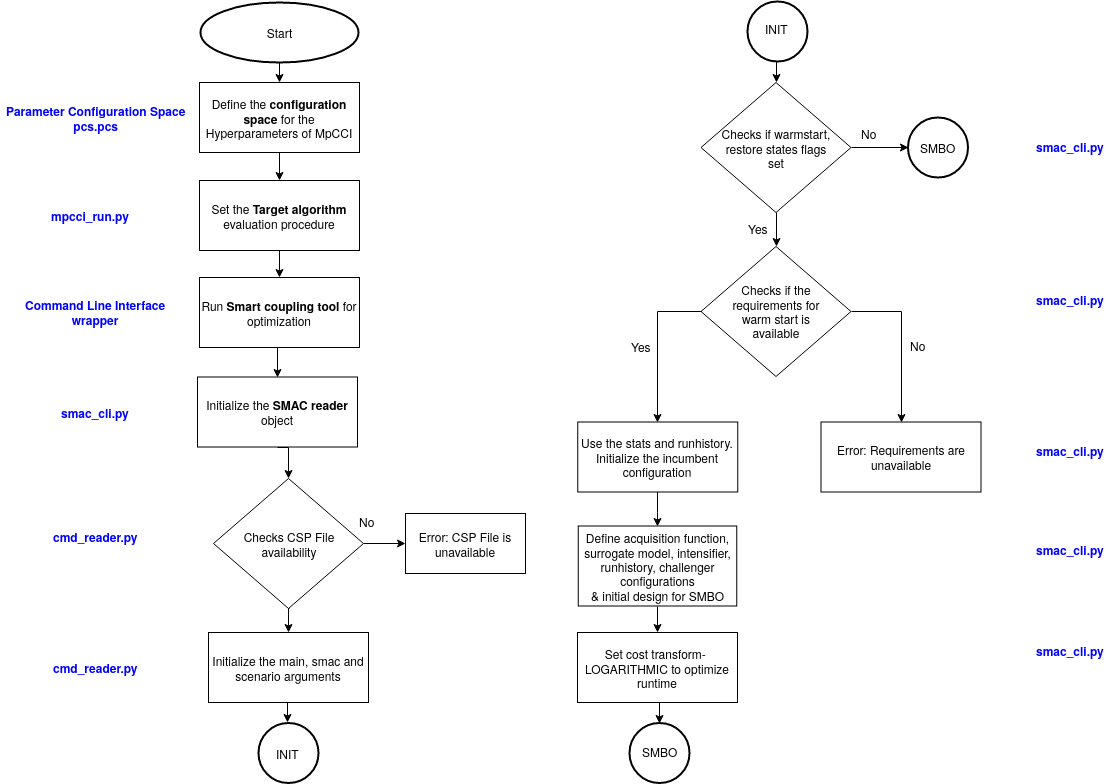 Start
Parameter Configuration Space
pcs.pcs
Define the configuration
space for the
Hyperparameters of MpCCI
mpcci_run.py
Set the Target algorithm
evaluation procedure
Command Line Interface
wrapper
Run Smart coupling tool for
optimization
smac_cli.py
Initialize the SMAC reader
object
cmd_reader.py
Checks CSP File
availability
No
Error: CSP File is
unavailable
cmd_reader.py
Initialize the main, smac and
scenario arguments
INIT
INIT
Checks if warmstart,
restore states flags
set
No
SMBO
smac_cli.py
Yes
Checks if the
requirements for
warm start is
available
smac_cli.py
Yes
No
Use the stats and runhistory.
Initialize the incumbent
configuration
Error: Requirements are
unavailable
smac_cli.py
Define acquisition function,
surrogate model, intensifier,
runhistory, challenger
configurations
& initial design for SMBO
smac_cli.py
Set cost transform-
LOGARITHMIC to optimize
runtime
smac_cli.py
SMBO